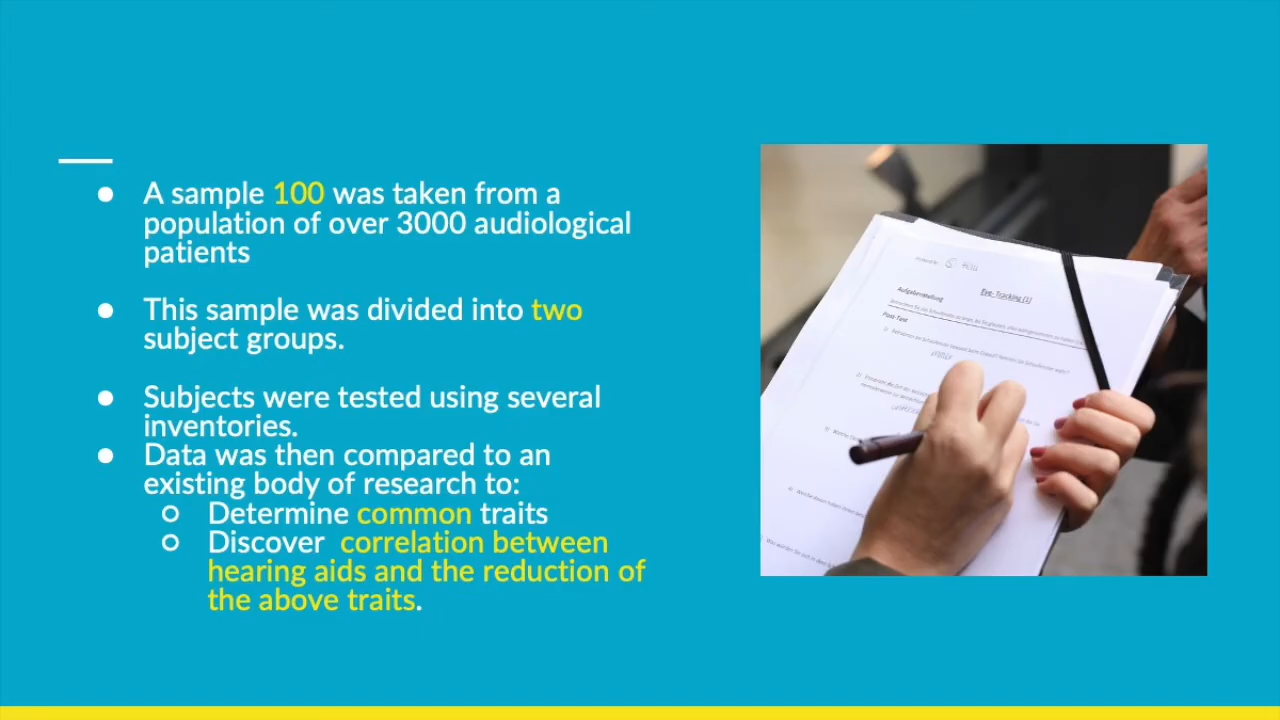 ● A sample 100 was taken from a
population of over 3000 audiological
patients
● This sample was divided into two
subject groups.
● Subjects were tested using several
inventories.
● Data was then compared to an
existing body of research to:
○ Determine common traits
○ Discover correlation between
hearing aids and the reduction of
the above traits.
Aufgabenstellung
Eye-Tracking (1)
Post-Test